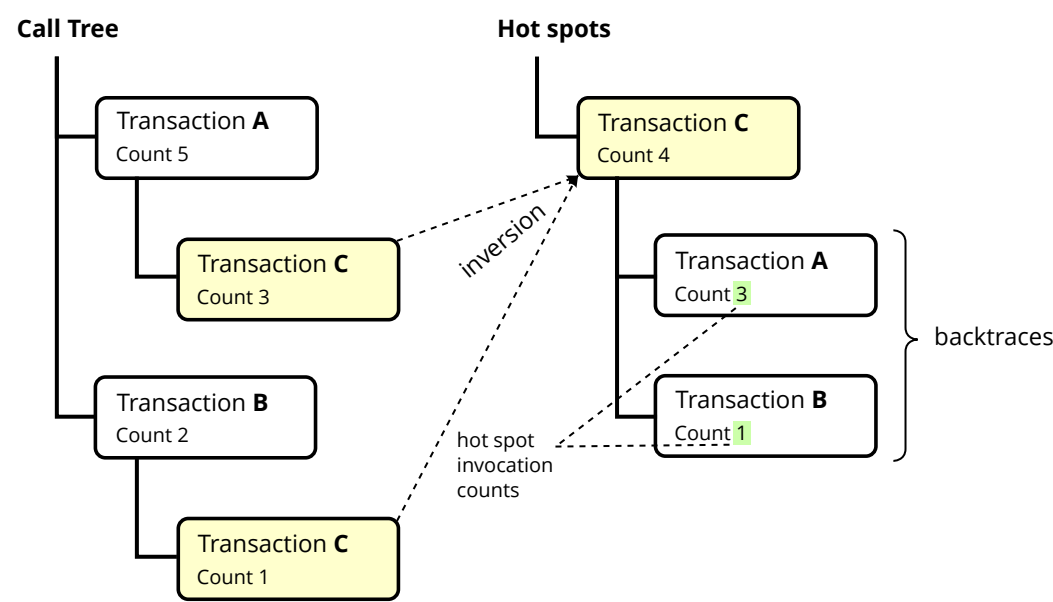 Call Tree
Transaction A
Count 5
Transaction C
Count 3
Transaction B
Count 2
Transaction C
Count 1
inversion
Hot spots
Transaction C
Count 4
Transaction A
Count 3
Transaction B
Count 1
backtraces
hot spot
invocation
counts